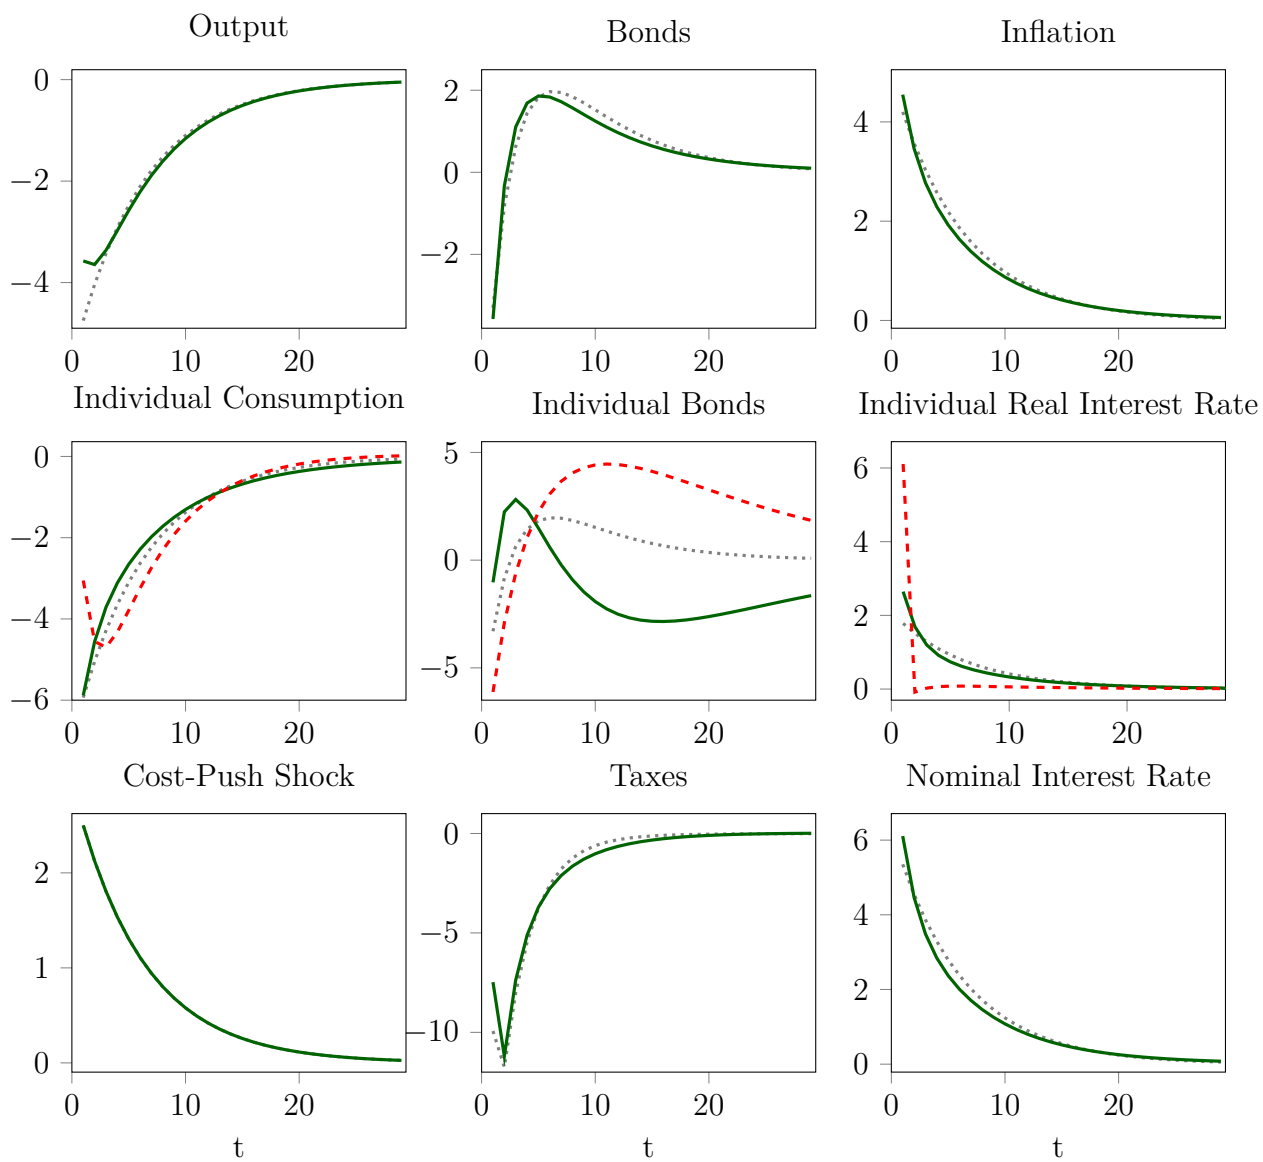 Output
Bonds
Inflation
0
−2
−4
0 10 20
2
0
−2
0 10 20
4
2
0
0 10 20
Individual Consumption
Individual Bonds
Individual Real Interest Rate
0
−2
−4
−6
0 10 20
5
0
−5
0 10 20
6
4
2
0
0 10 20
Cost-Push Shock
Taxes
Nominal Interest Rate
2
1
0
0 10 20
t
0
−5
−10
0 10 20
t
6
4
2
0
0 10 20
t